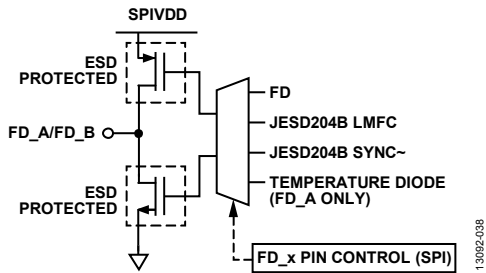 SPIVDD
ESD
PROTECTED
FD_A/FD_B
ESD
PROTECTED
FD
JESD204B LMFC
JESD204B SYNC~
TEMPERATURE DIODE
(FD_A ONLY)
FD_x PIN CONTROL (SPI)
13092-038